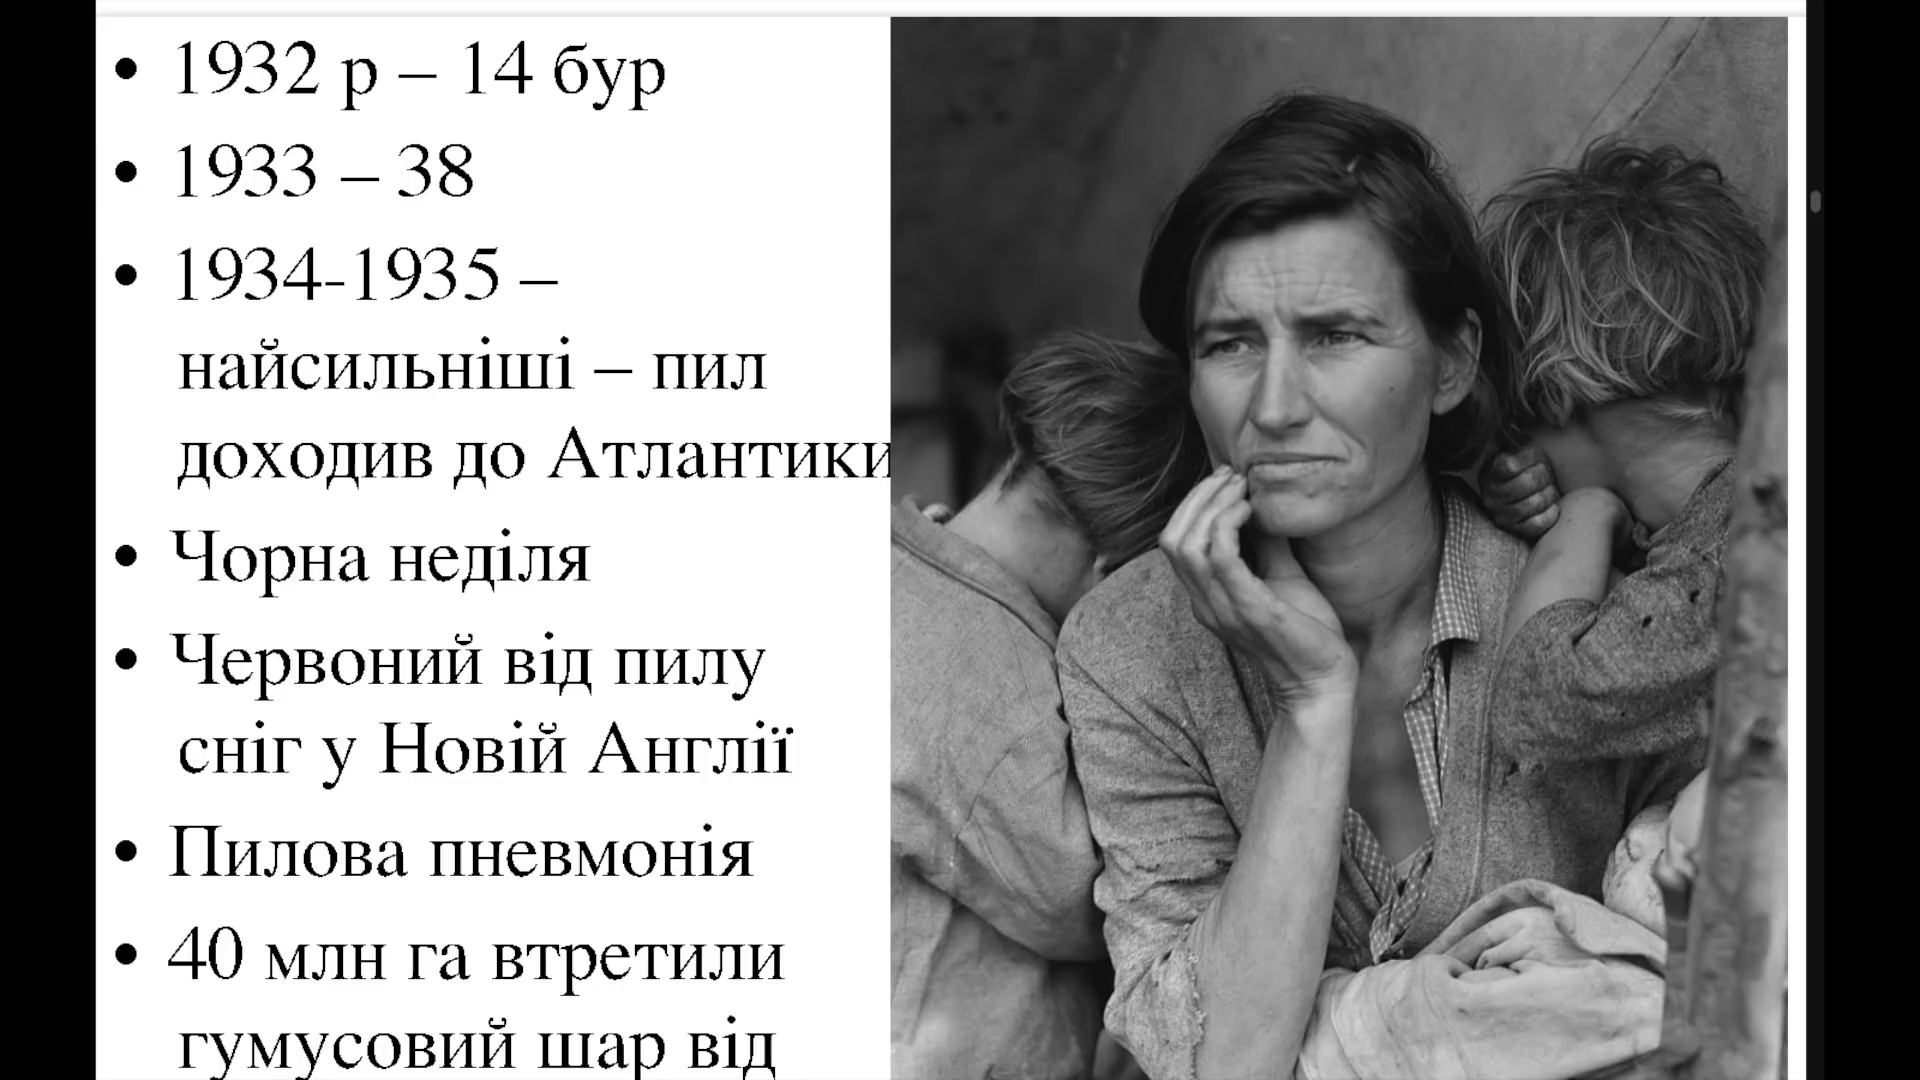 • 1932 р – 14 бур
• 1933 – 38
• 1934-1935 –
найсильніші – пил
доходив до Атлантики
• Чорна неділя
• Червоний від пилу
сніг у Новій Англії
• Пилова пневмонія
• 40 млн га втретили
гумусовий шар від